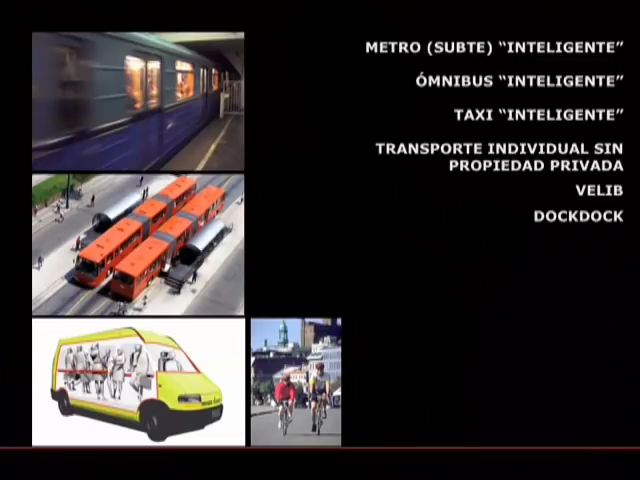 METRO (SUBTE) “INTELIGENTE”
ÓMNIBUS “INTELIGENTE”
TAXI “INTELIGENTE”
TRANSPORTE INDIVIDUAL SIN
PROPIEDAD PRIVADA
VELIB
DOCKDOCK